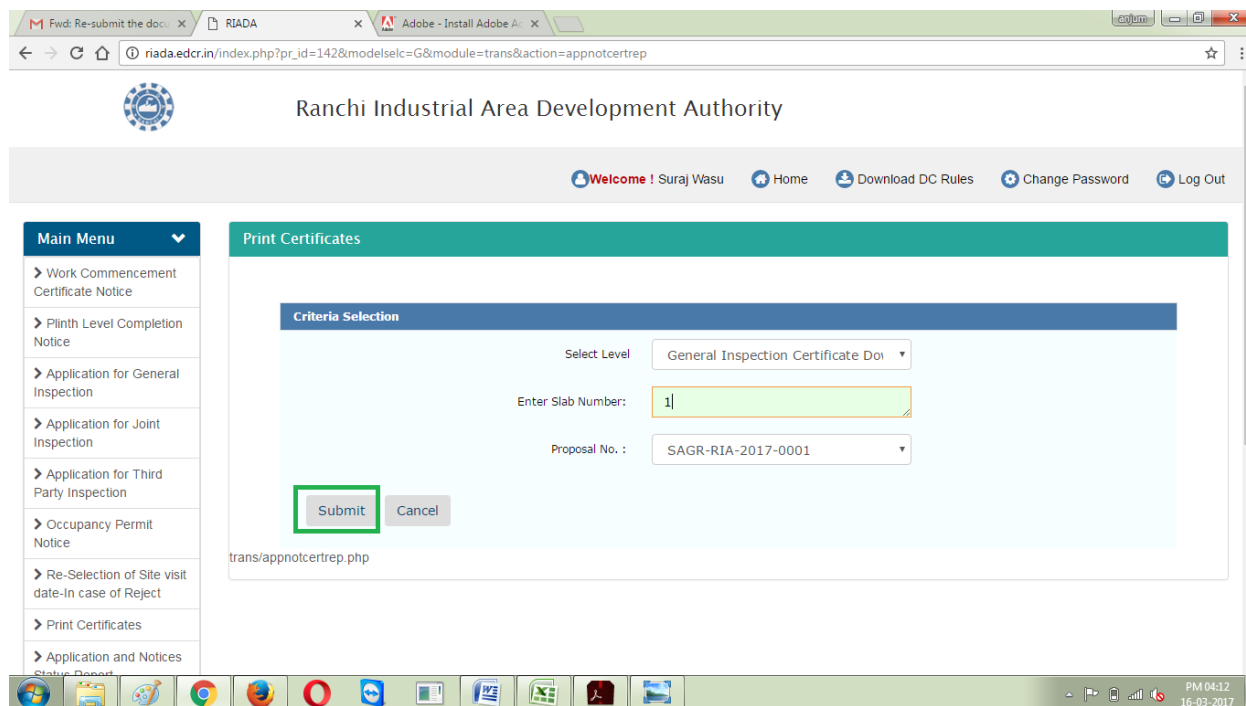 Fwd: Re-submit the docu
RIADA
Adobe - Install Adobe Ac
anjum
riada.edcr.in/index.php?pr_id=142&modelselc=G&module=trans&action=appnotcertrep
Ranchi Industrial Area Development Authority
Welcome ! Suraj Wasu Home Download DC Rules Change Password Log Out
Main Menu
Work Commencement
Certificate Notice
Plinth Level Completion
Notice
Application for General
Inspection
Application for Joint
Inspection
Application for Third
Party Inspection
Occupancy Permit
Notice
Re-Selection of Site visit
date-In case of Reject
Print Certificates
Application and Notices
Status Report
Print Certificates
Criteria Selection
Select Level General Inspection Certificate Dov
Enter Slab Number: 1
Proposal No. : SAGR-RIA-2017-0001
Submit Cancel
trans/appnotcertrep.php
PM 04:12
16-03-2017